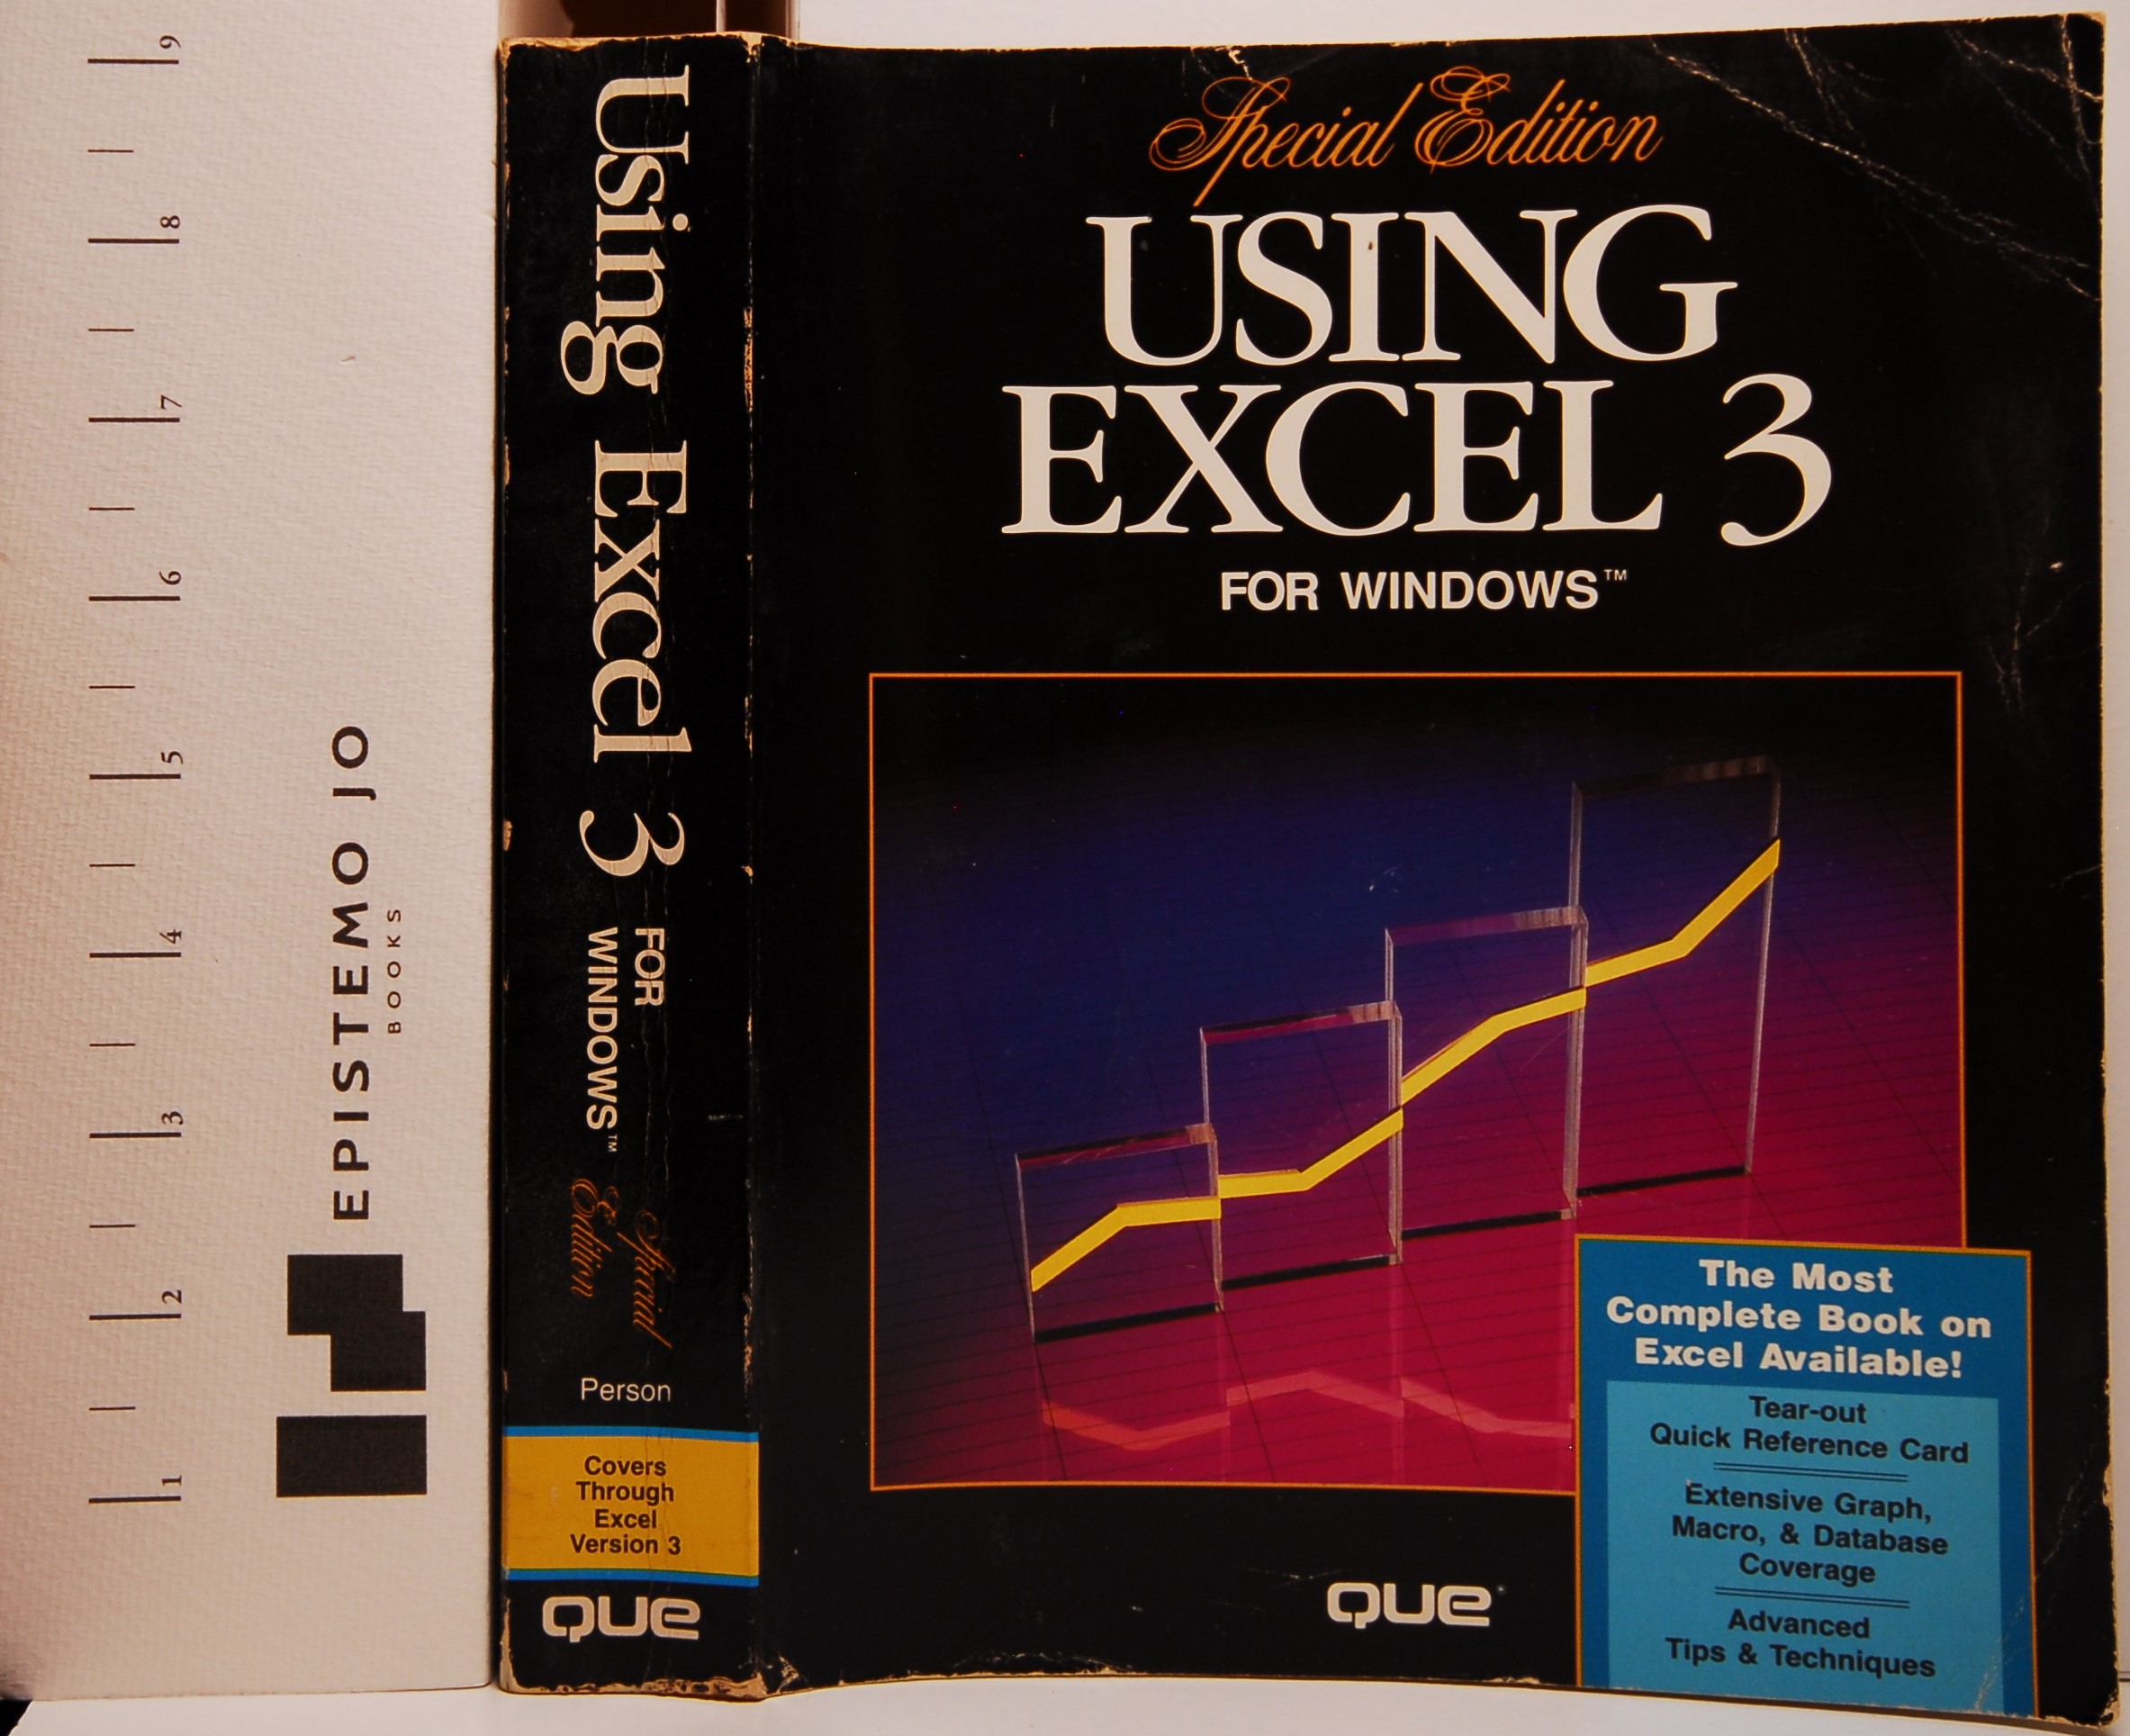 9
8
7
6
5
4
3
2
1
EPISTEMO JO
BOOKS
Using Excel 3
FOR
WINDOWS™
Special
Edition
Person
Covers
Through
Excel
Version 3
QUE
Special Edition
USING
EXCEL 3
FOR WINDOWS™
The Most
Complete Book on
Excel Available!
Tear-out
Quick Reference Card
Extensive Graph,
Macro, & Database
Coverage
Advanced
Tips & Techniques
QUE